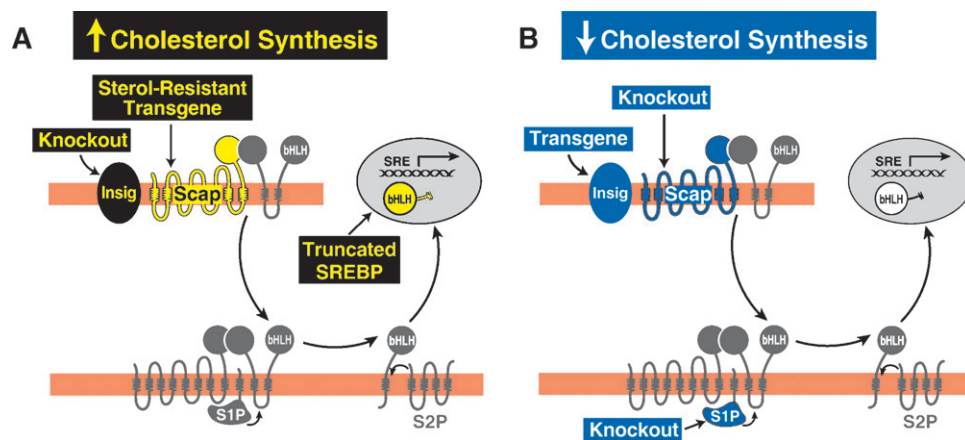 A
↑ Cholesterol Synthesis
Sterol-Resistant
Transgene
Knockout
bHLH
Insig
Scap
SRE
bHLH
Truncated
SREBP
bHLH
bHLH
S1P
S2P
B
↓ Cholesterol Synthesis
Knockout
Transgene
bHLH
Insig
Scap
SRE
bHLH
bHLH
bHLH
S1P
S2P
Knockout